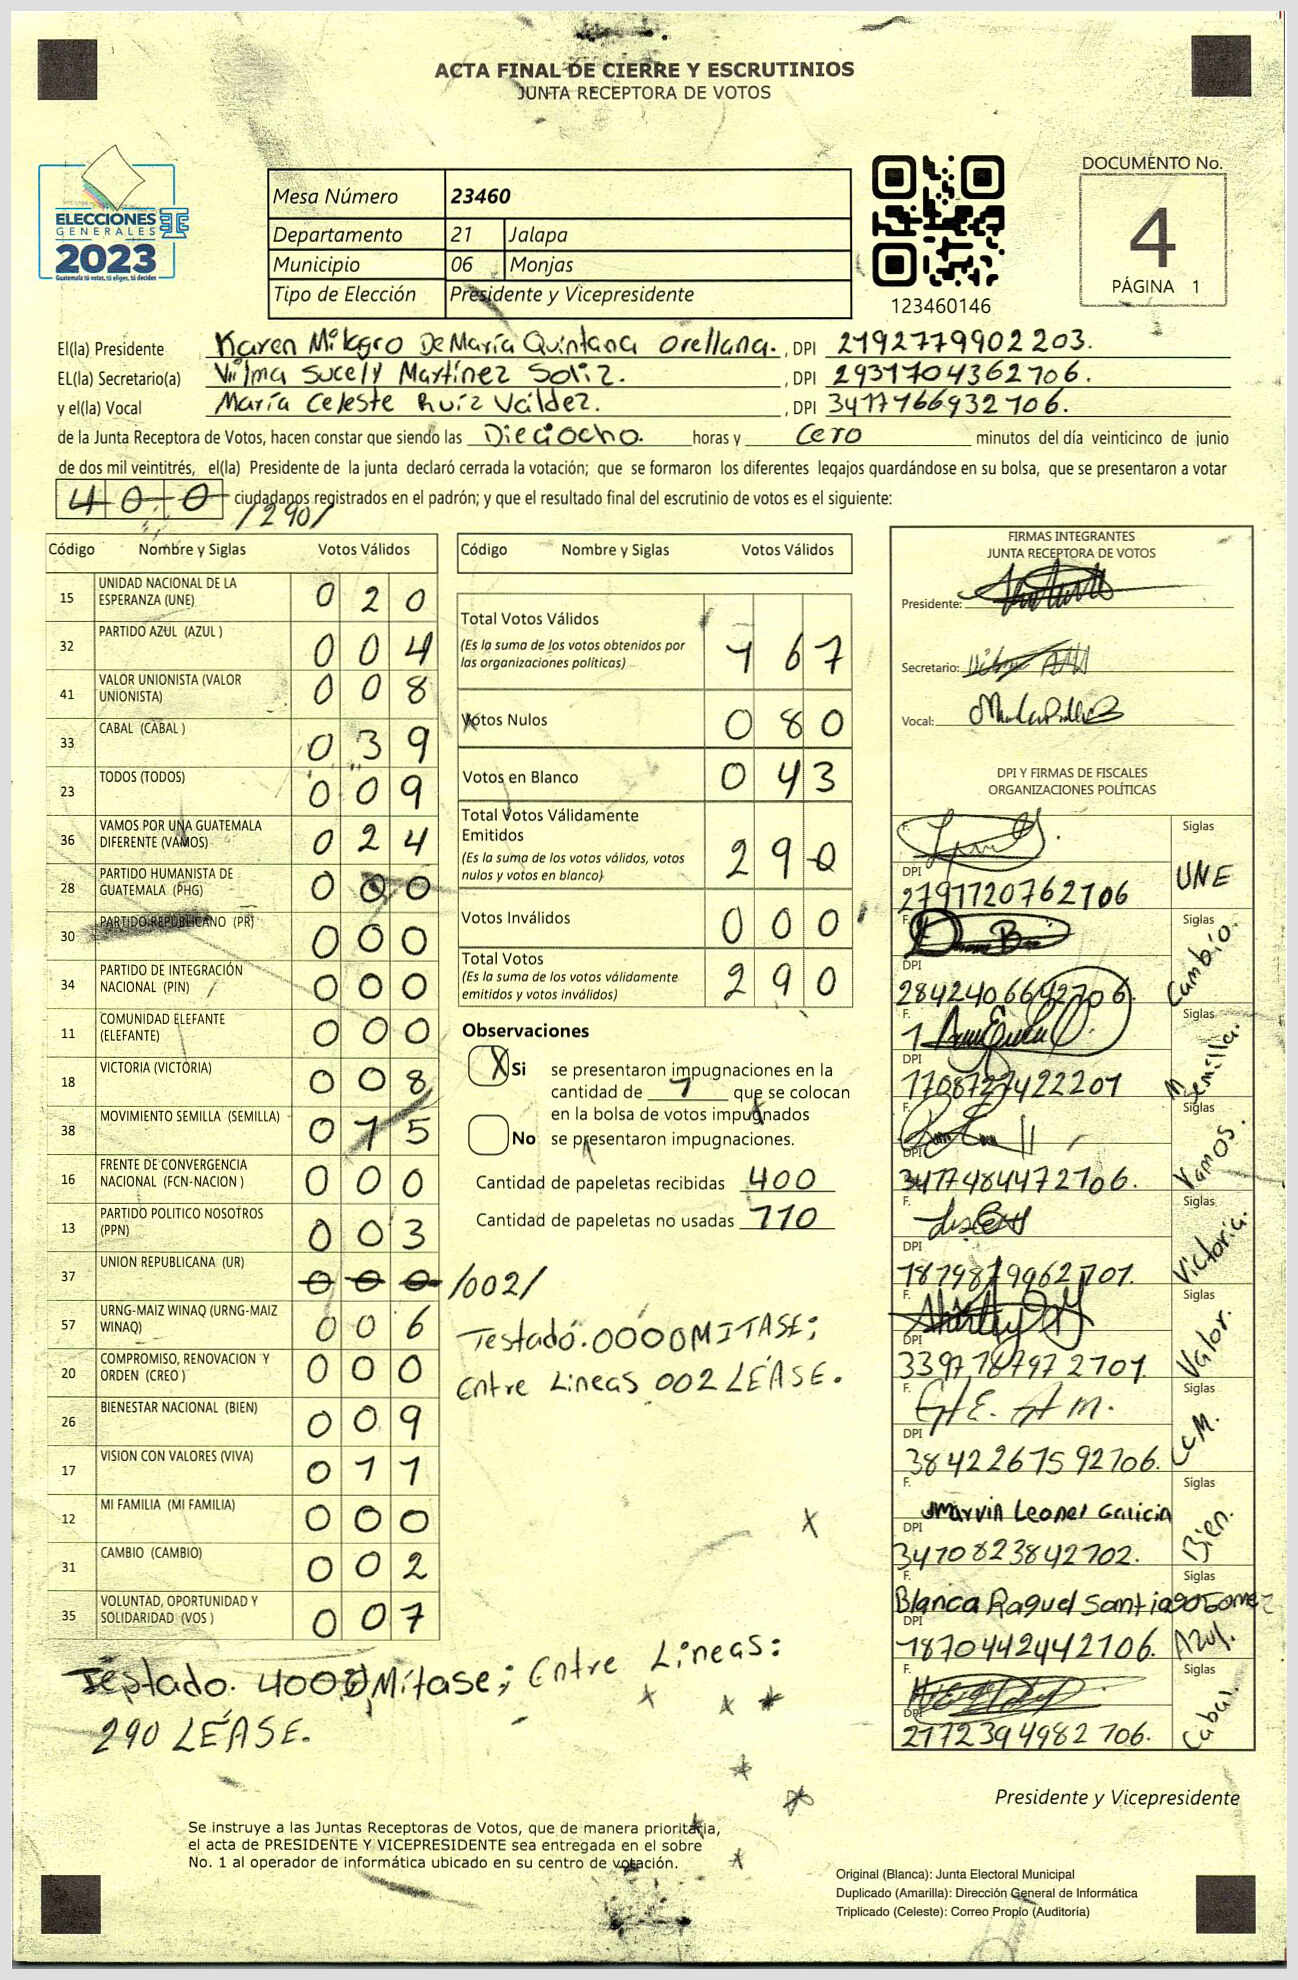 ACTA FINAL DE CIERRE Y ESCRUTINIOS
JUNTA RECEPTORA DE VOTOS
ELECCIONES
GENERALES
2023
Guatemala tú votas, tú eliges, tú decides
Mesa Número 23460
Departamento 21 Jalapa
Municipio 06 Monjas
Tipo de Elección Presidente y Vicepresidente
123460146
DOCUMENTO No.
4
PÁGINA 1
El(la) Presidente Karen Milagro DeMaría Quintana Orellana. , DPI 2192779902203.
EL(la) Secretario(a) Vilma Sucely Martínez Soliz. , DPI 2931704362706.
y el(la) Vocal María Celeste Ruíz Váldez. , DPI 3417766932706.
de la Junta Receptora de Votos, hacen constar que siendo las Dieciocho. horas y Cero minutos del día veinticinco de junio
de dos mil veintitrés, el(la) Presidente de la junta declaró cerrada la votación; que se formaron los diferentes legajos guardándose en su bolsa, que se presentaron a votar
400 ciudadanos registrados en el padrón; y que el resultado final del escrutinio de votos es el siguiente:
/290/
Código Nombre y Siglas Votos Válidos
15 UNIDAD NACIONAL DE LA ESPERANZA (UNE) 0 2 0
32 PARTIDO AZUL (AZUL ) 0 0 4
41 VALOR UNIONISTA (VALOR UNIONISTA) 0 0 8
33 CABAL (CABAL ) 0 3 9
23 TODOS (TODOS) 0 0 9
36 VAMOS POR UNA GUATEMALA DIFERENTE (VAMOS) 0 2 4
28 PARTIDO HUMANISTA DE GUATEMALA (PHG) 0 0 0
30 PARTIDO REPUBLICANO (PR) 0 0 0
34 PARTIDO DE INTEGRACIÓN NACIONAL (PIN) 0 0 0
11 COMUNIDAD ELEFANTE (ELEFANTE) 0 0 0
18 VICTORIA (VICTORIA) 0 0 8
38 MOVIMIENTO SEMILLA (SEMILLA) 0 1 5
16 FRENTE DE CONVERGENCIA NACIONAL (FCN-NACION ) 0 0 0
13 PARTIDO POLITICO NOSOTROS (PPN) 0 0 3
37 UNION REPUBLICANA (UR) 0 0 0 /002/
57 URNG-MAIZ WINAQ (URNG-MAIZ WINAQ) 0 0 6
20 COMPROMISO, RENOVACION Y ORDEN (CREO ) 0 0 0
26 BIENESTAR NACIONAL (BIEN) 0 0 9
17 VISION CON VALORES (VIVA) 0 1 1
12 MI FAMILIA (MI FAMILIA) 0 0 0
31 CAMBIO (CAMBIO) 0 0 2
35 VOLUNTAD, OPORTUNIDAD Y SOLIDARIDAD (VOS ) 0 0 7
Testado. Mítase; Entre Líneas:
290 LÉASE.
Código Nombre y Siglas Votos Válidos
Total Votos Válidos 1 6 7
(Es la suma de los votos obtenidos por
las organizaciones políticas)
Votos Nulos 0 8 0
Votos en Blanco 0 4 3
Total Votos Válidamente
Emitidos 2 9 0
(Es la suma de los votos válidos, votos
nulos y votos en blanco)
Votos Inválidos 0 0 0
Total Votos 2 9 0
(Es la suma de los votos válidamente
emitidos y votos inválidos)
Observaciones
X Si se presentaron impugnaciones en la
cantidad de 1 que se colocan
en la bolsa de votos impugnados
No se presentaron impugnaciones.
Cantidad de papeletas recibidas 400
Cantidad de papeletas no usadas 110
Testado. 0000MITASE;
Entre Lineas 002 LÉASE.
FIRMAS INTEGRANTES
JUNTA RECEPTORA DE VOTOS
Presidente:
Secretario:
Vocal:
DPI Y FIRMAS DE FISCALES
ORGANIZACIONES POLÍTICAS
F. Siglas
DPI UNE
2791720762106
F. Siglas
DPI Cambio.
2842406642706.
F. Siglas
DPI M. Semilla.
1708727422201
F. Siglas
DPI Vamos.
3417484472706.
F. Siglas
DPI Victoria.
1879879962701.
F. Siglas
DPI Valor.
3397787972701.
F. Siglas
DPI
3842267592706.
F. Marvin Leonel Galicia Siglas
DPI Bien.
3470823842702.
F. Blanca Raquel Santiago Gomez Siglas
DPI Azul.
1870442442106.
F. Siglas
DPI Cabal.
2172394982706.
Presidente y Vicepresidente
Se instruye a las Juntas Receptoras de Votos, que de manera prioritaria,
el acta de PRESIDENTE Y VICEPRESIDENTE sea entregada en el sobre
No. 1 al operador de informática ubicado en su centro de votación.
Original (Blanca): Junta Electoral Municipal
Duplicado (Amarilla): Dirección General de Informática
Triplicado (Celeste): Correo Propio (Auditoría)